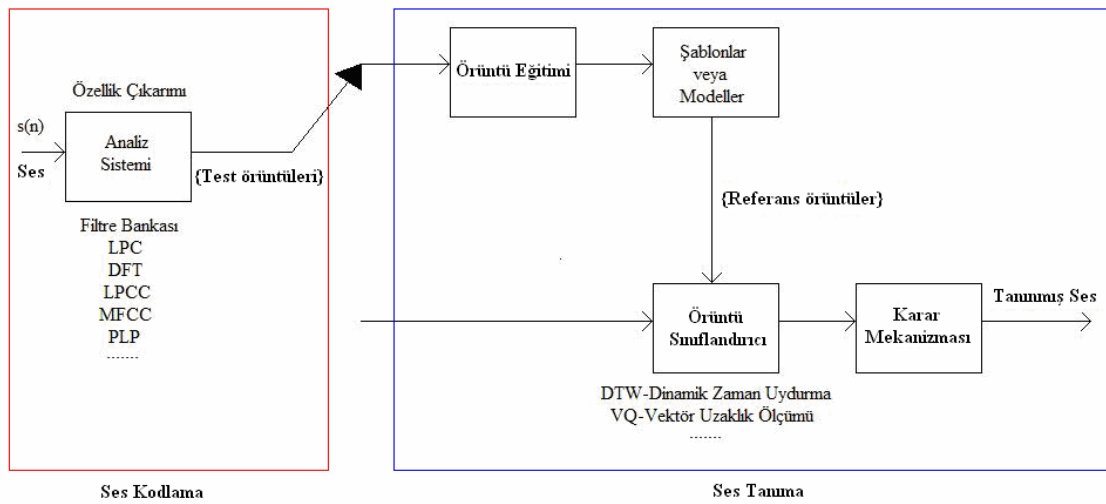 Özellik Çıkarımı
s(n)
Ses
Analiz
Sistemi
{Test örüntüleri}
Filtre Bankası
LPC
DFT
LPCC
MFCC
PLP
.......
Ses Kodlama
Örüntü Eğitimi
Şablonlar
veya
Modeller
{Referans örüntüler}
Örüntü
Sınıflandırıcı
DTW-Dinamik Zaman Uydurma
VQ-Vektör Uzaklık Ölçümü
.......
Karar
Mekanizması
Tanınmış Ses
Ses Tanıma